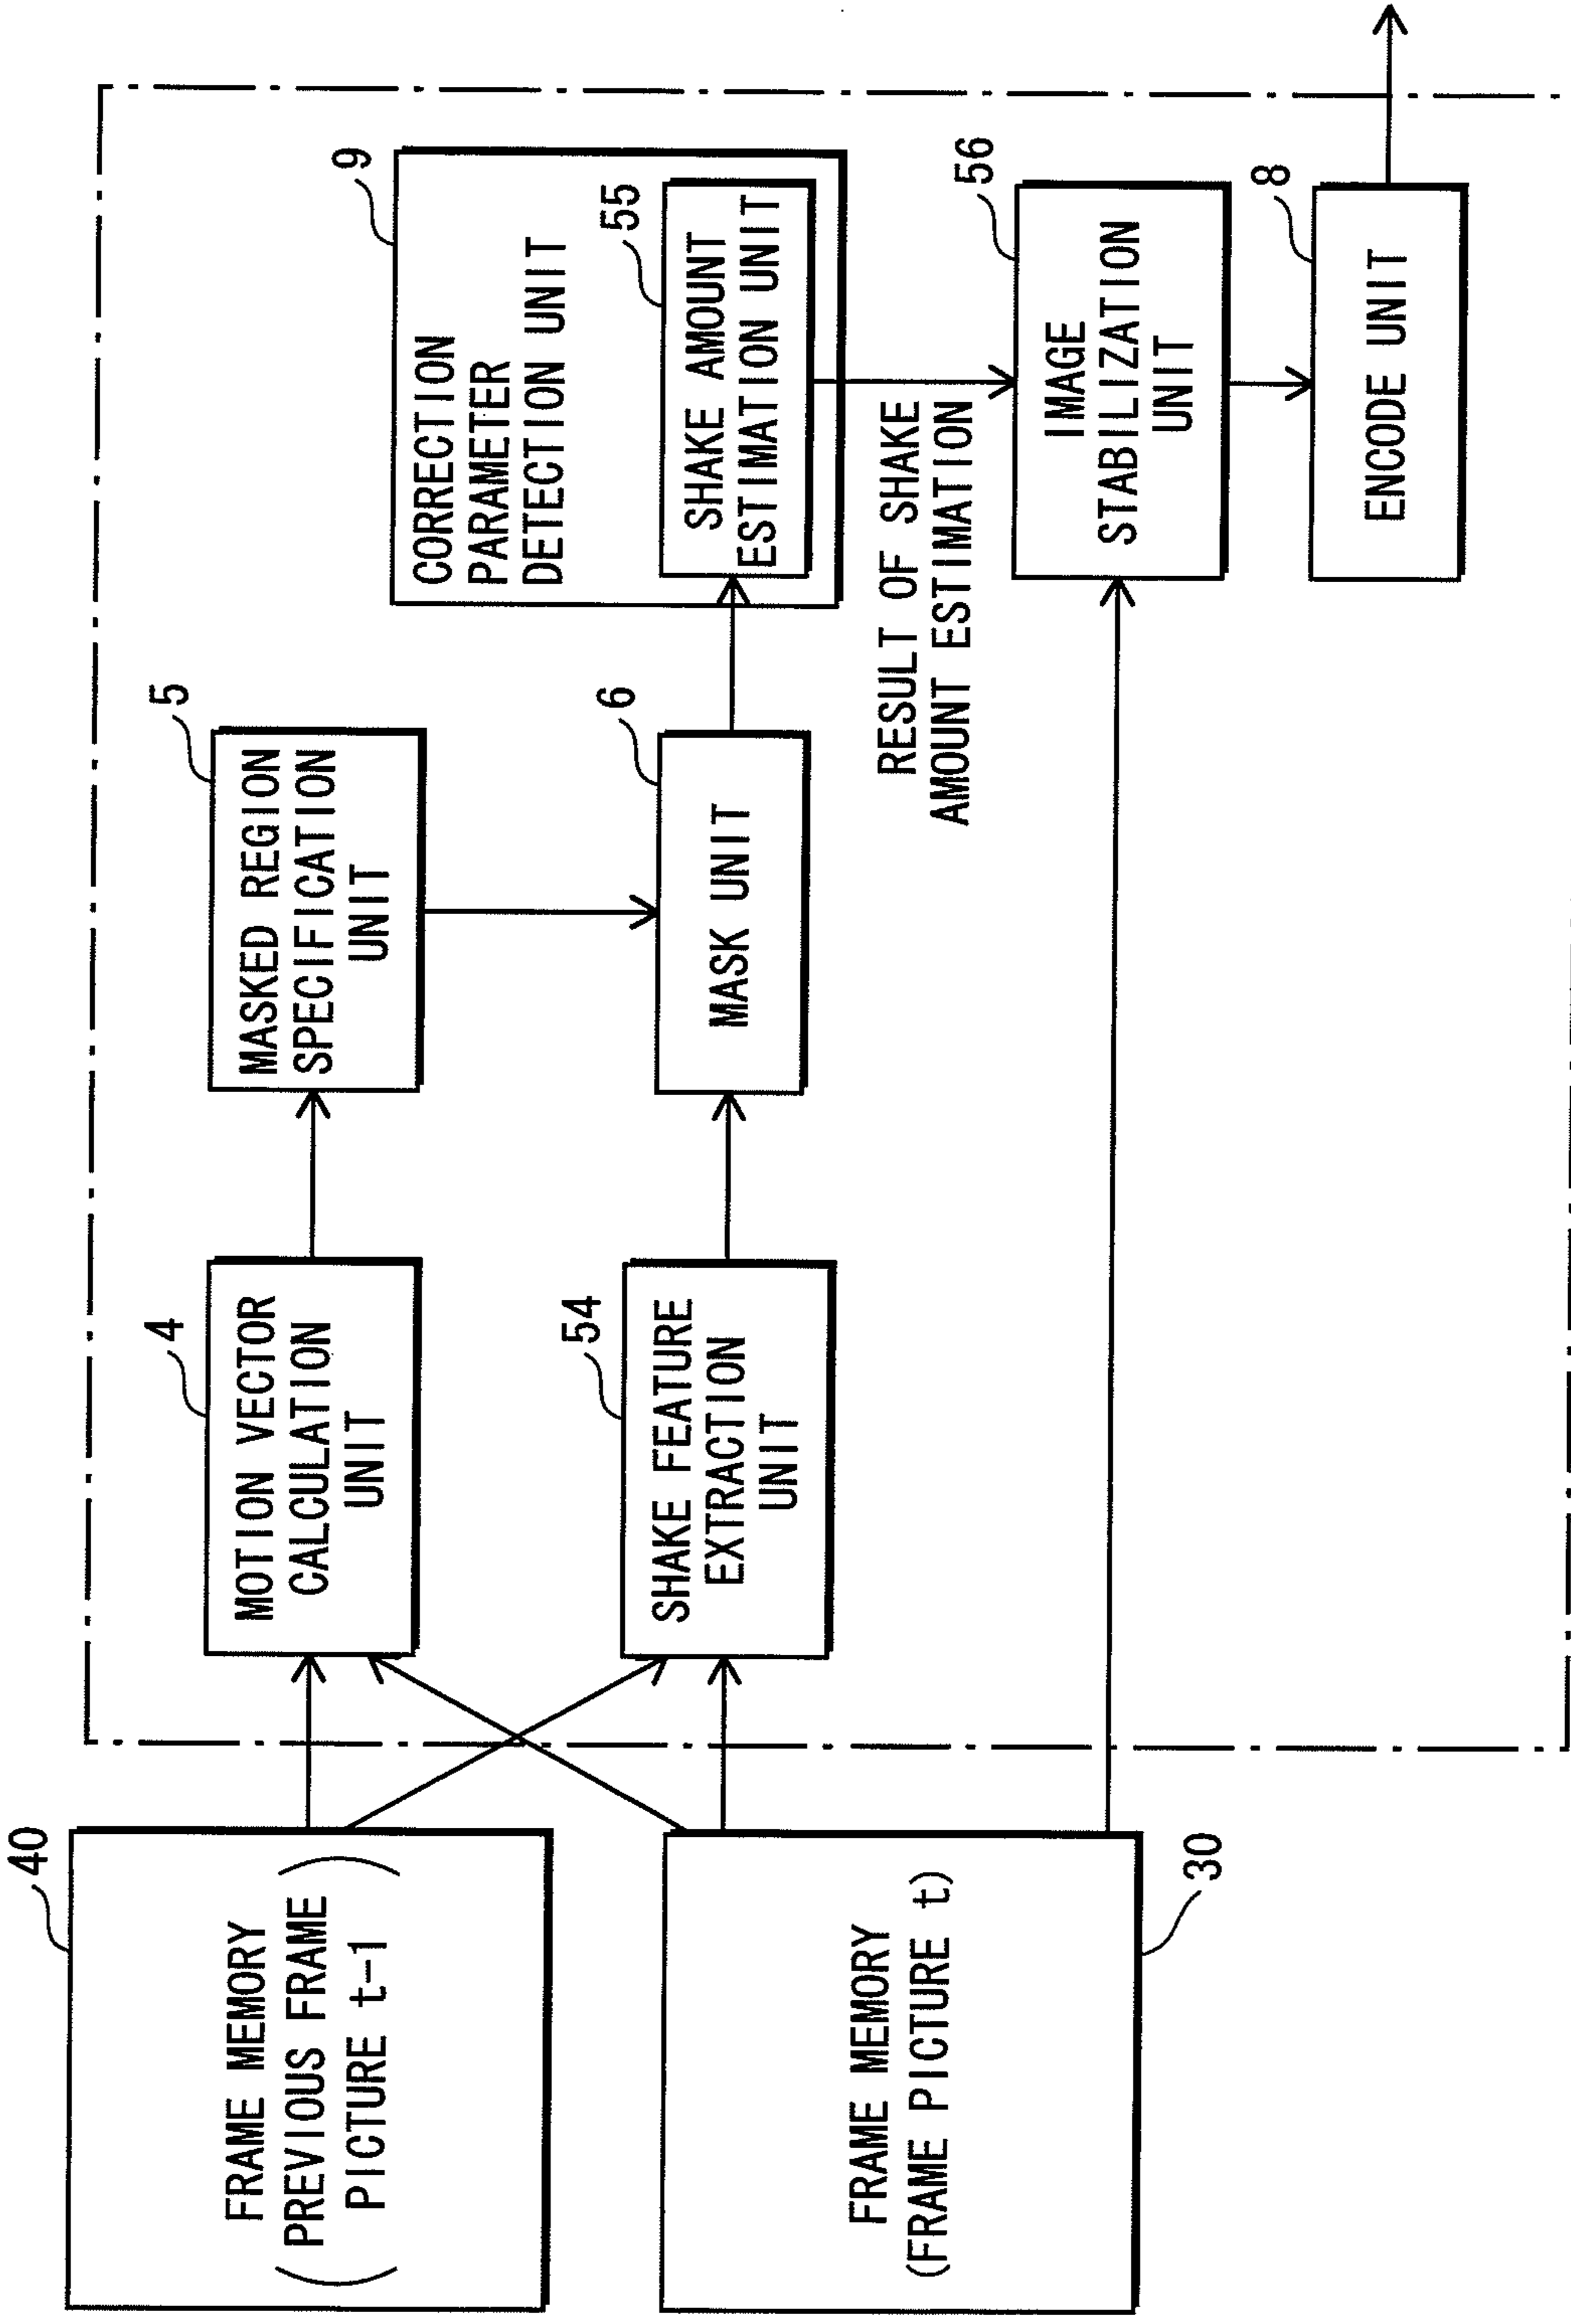 40
FRAME MEMORY
(PREVIOUS FRAME
PICTURE t-1)
FRAME MEMORY
(FRAME PICTURE t)
30
4
MOTION VECTOR
CALCULATION
UNIT
54
SHAKE FEATURE
EXTRACTION
UNIT
5
MASKED REGION
SPECIFICATION
UNIT
6
MASK UNIT
9
CORRECTION
PARAMETER
DETECTION UNIT
55
SHAKE AMOUNT
ESTIMATION UNIT
RESULT OF SHAKE
AMOUNT ESTIMATION
56
IMAGE
STABILIZATION
UNIT
8
ENCODE UNIT